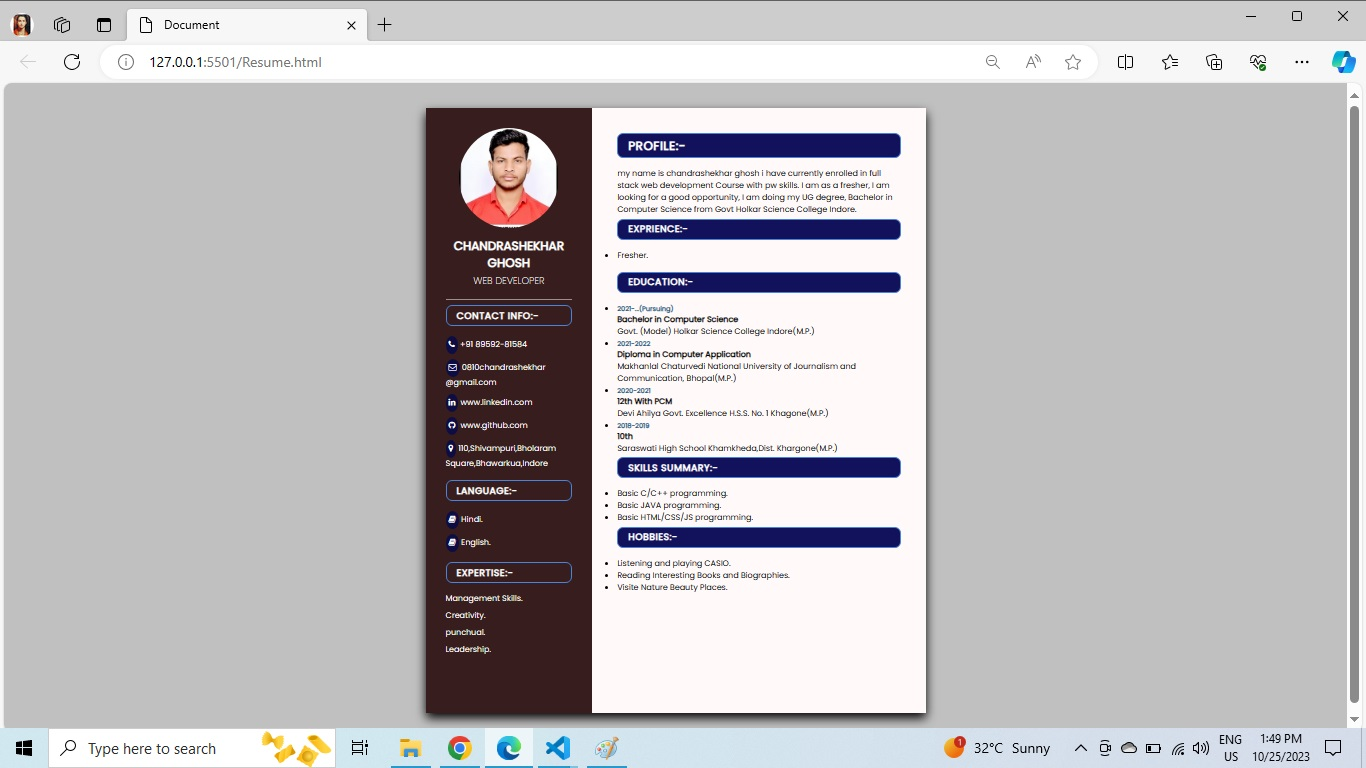 Document
127.0.0.1:5501/Resume.html
CHANDRASHEKHAR
GHOSH
WEB DEVELOPER
CONTACT INFO:-
+91 89592-81584
0810chandrashekhar
@gmail.com
www.linkedin.com
www.github.com
110,Shivampuri,Bholaram
Square,Bhawarkua,Indore
LANGUAGE:-
Hindi.
English.
EXPERTISE:-
Management Skills.
Creativity.
punchual.
Leadership.
PROFILE:-
my name is chandrashekhar ghosh i have currently enrolled in full
stack web development Course with pw skills. I am as a fresher, I am
looking for a good opportunity, I am doing my UG degree, Bachelor in
Computer Science from Govt Holkar Science College Indore.
EXPRIENCE:-
Fresher.
EDUCATION:-
2021-...(Pursuing)
Bachelor in Computer Science
Govt. (Model) Holkar Science College Indore(M.P.)
2021-2022
Diploma in Computer Application
Makhanlal Chaturvedi National University of Journalism and
Communication, Bhopal(M.P.)
2020-2021
12th With PCM
Devi Ahilya Govt. Excellence H.S.S. No. 1 Khagone(M.P.)
2018-2019
10th
Saraswati High School Khamkheda,Dist. Khargone(M.P.)
SKILLS SUMMARY:-
Basic C/C++ programming.
Basic JAVA programming.
Basic HTML/CSS/JS programming.
HOBBIES:-
Listening and playing CASIO.
Reading Interesting Books and Biographies.
Visite Nature Beauty Places.
Type here to search
1
32°C Sunny
ENG
US
1:49 PM
10/25/2023